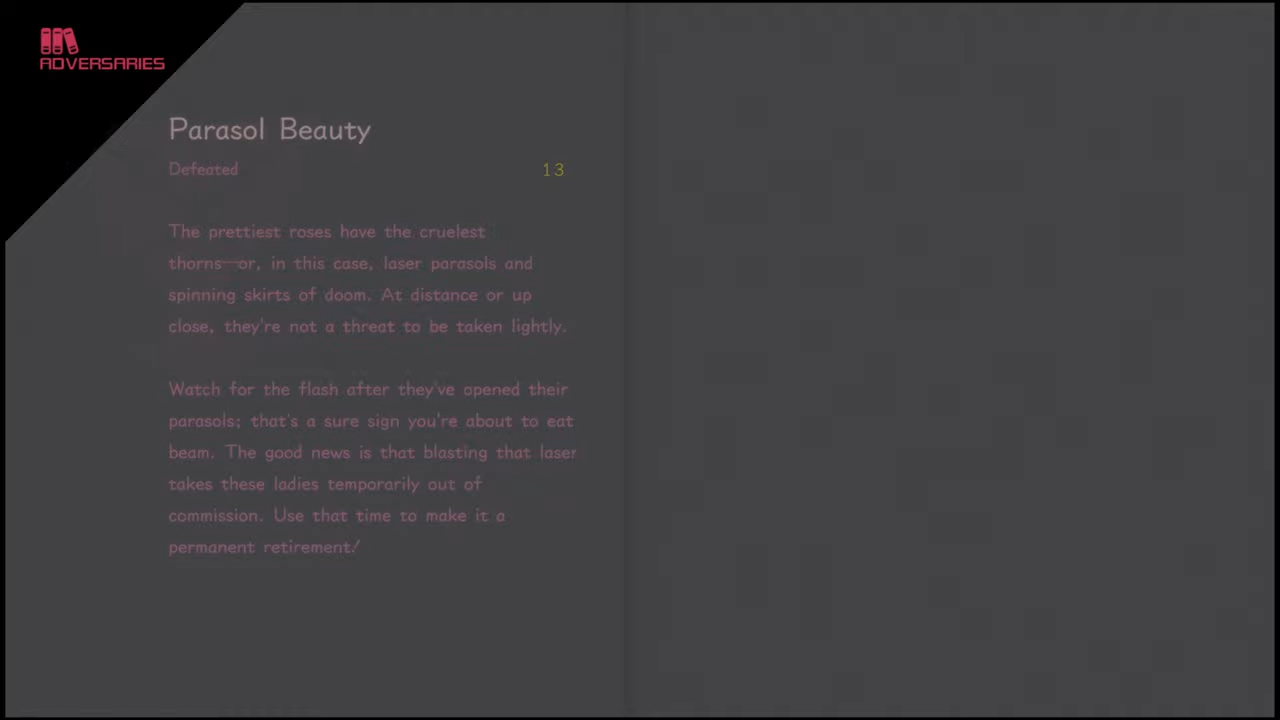 ADVERSARIES
Parasol Beauty
Defeated 13
The prettiest roses have the cruelest
thorns—or, in this case, laser parasols and
spinning skirts of doom. At distance or up
close, they're not a threat to be taken lightly.
Watch for the flash after they've opened their
parasols; that's a sure sign you're about to eat
beam. The good news is that blasting that laser
takes these ladies temporarily out of
commission. Use that time to make it a
permanent retirement!